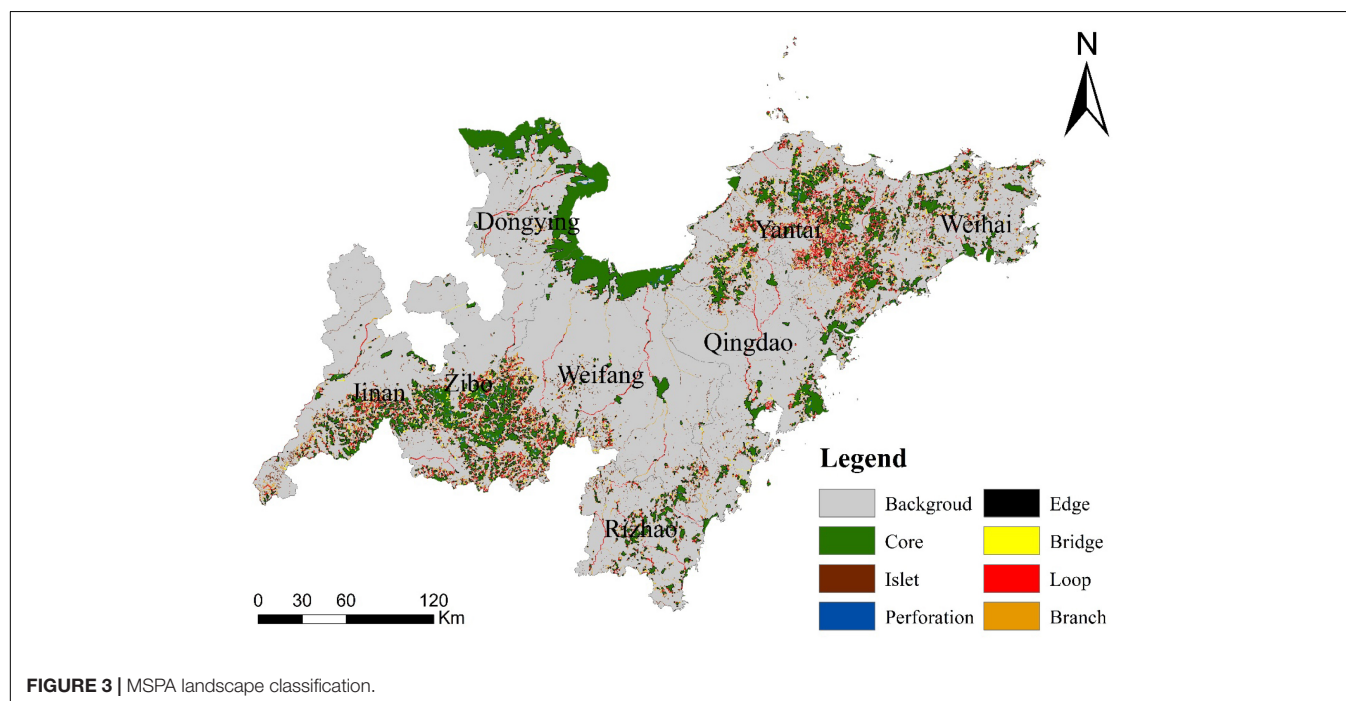 N
Dongying
Yantai
Weihai
Qingdao
Zibo
Weifang
Jinan
Rizhao
Legend
Backgroud
Edge
Core
Bridge
Islet
Loop
Perforation
Branch
0 30 60 120
Km
FIGURE 3 | MSPA landscape classification.